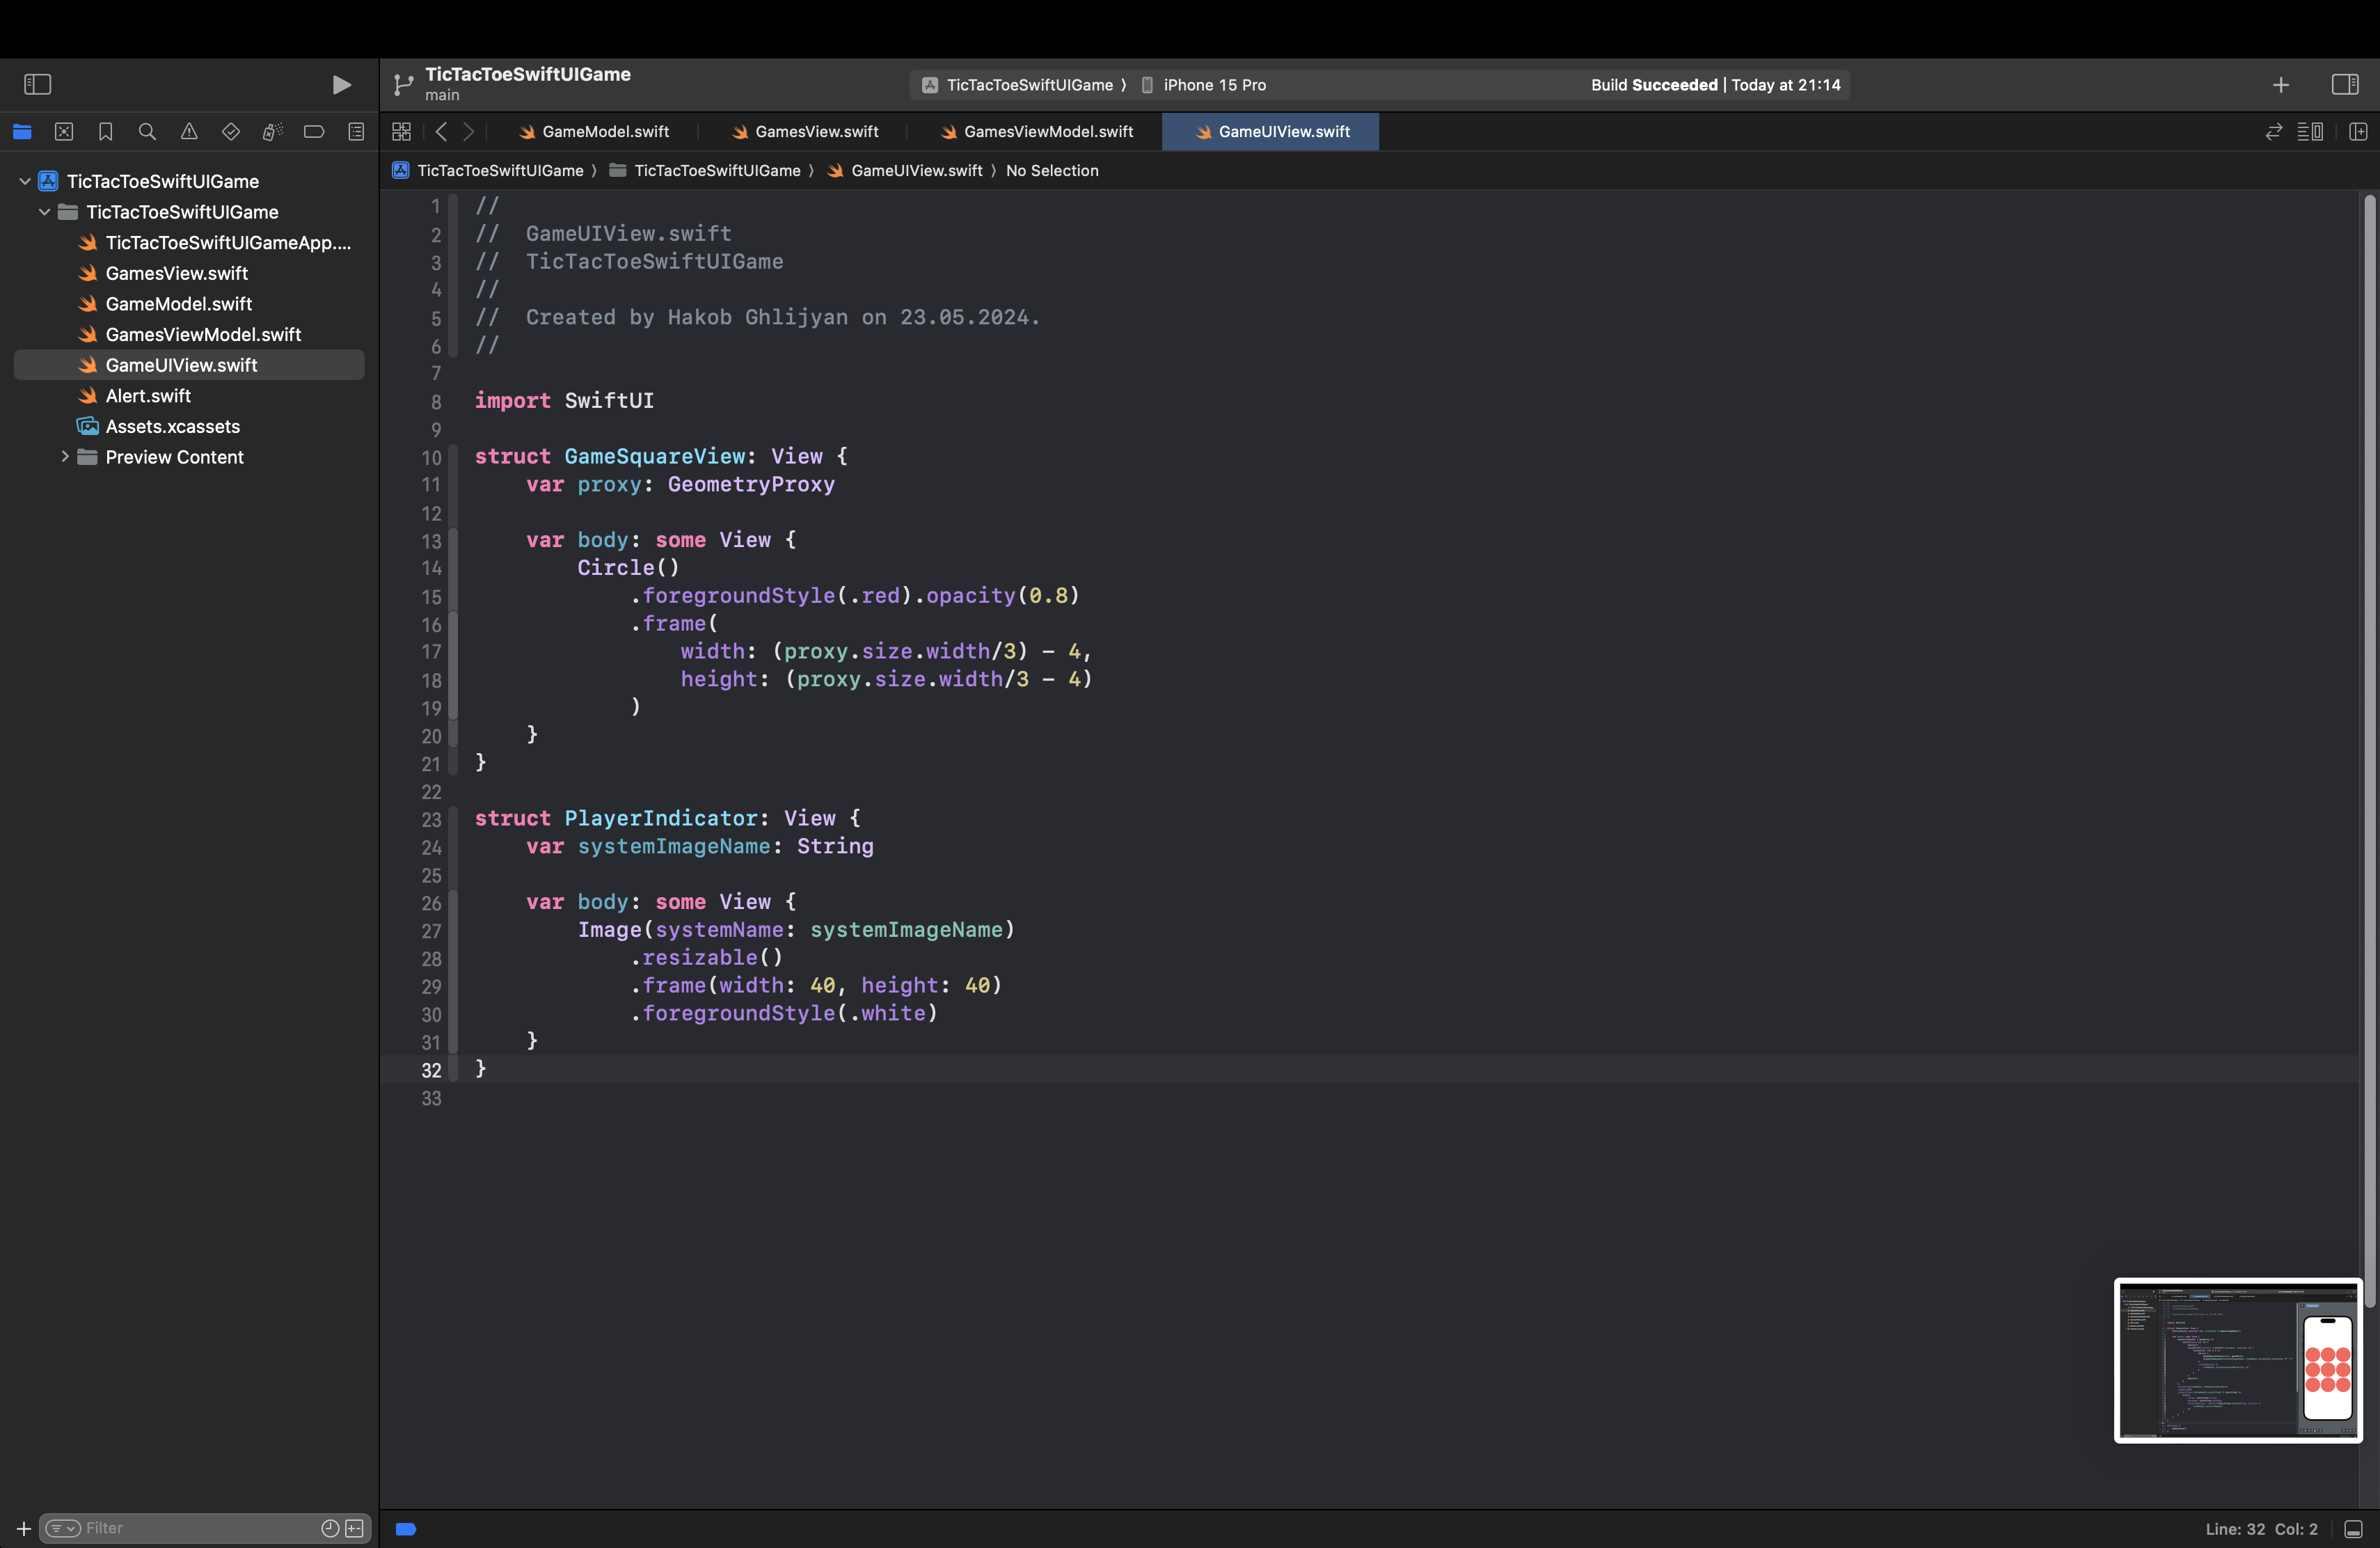 TicTacToeSwiftUIGame
main
TicTacToeSwiftUIGame 〉 iPhone 15 Pro
Build Succeeded | Today at 21:14
GameModel.swift
GamesView.swift
GamesViewModel.swift
GameUIView.swift
TicTacToeSwiftUIGame 〉 TicTacToeSwiftUIGame 〉 GameUIView.swift 〉 No Selection
TicTacToeSwiftUIGame
TicTacToeSwiftUIGame
TicTacToeSwiftUIGameApp....
GamesView.swift
GameModel.swift
GamesViewModel.swift
GameUIView.swift
Alert.swift
Assets.xcassets
Preview Content
1 //
2 //  GameUIView.swift
3 //  TicTacToeSwiftUIGame
4 //
5 //  Created by Hakob Ghlijyan on 23.05.2024.
6 //
7
8 import SwiftUI
9
10 struct GameSquareView: View {
11     var proxy: GeometryProxy
12
13     var body: some View {
14         Circle()
15             .foregroundStyle(.red).opacity(0.8)
16             .frame(
17                 width: (proxy.size.width/3) - 4,
18                 height: (proxy.size.width/3 - 4)
19             )
20     }
21 }
22
23 struct PlayerIndicator: View {
24     var systemImageName: String
25
26     var body: some View {
27         Image(systemName: systemImageName)
28             .resizable()
29             .frame(width: 40, height: 40)
30             .foregroundStyle(.white)
31     }
32 }
33
Filter
Line: 32 Col: 2